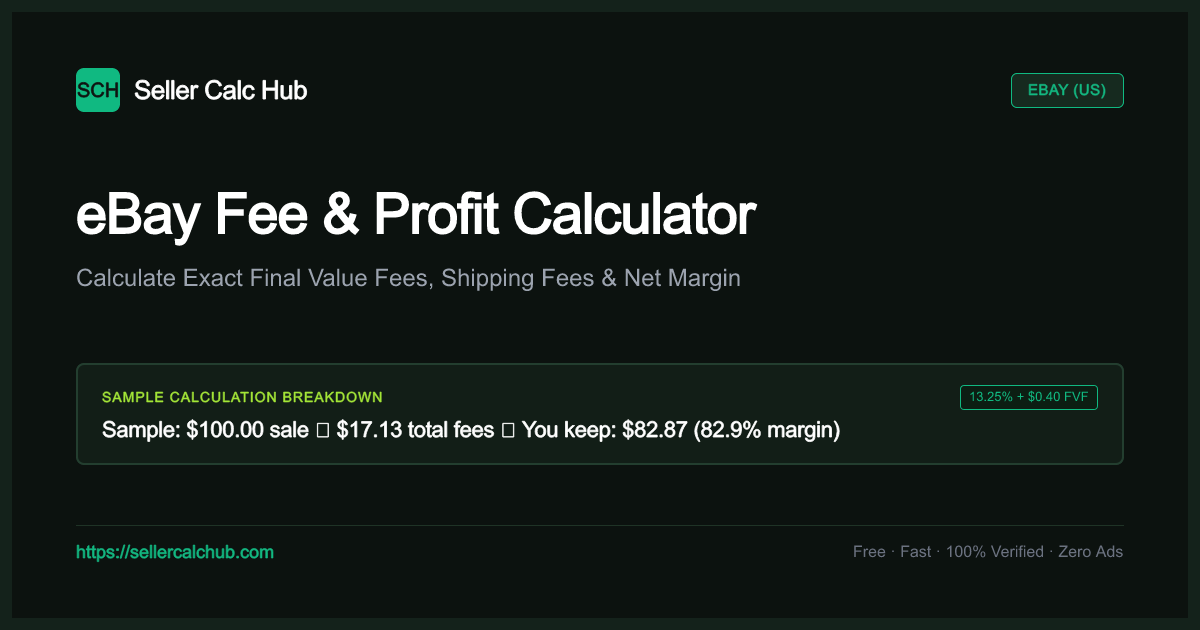 SCH Seller Calc Hub
EBAY (US)
eBay Fee & Profit Calculator
Calculate Exact Final Value Fees, Shipping Fees & Net Margin
SAMPLE CALCULATION BREAKDOWN
13.25% + $0.40 FVF
Sample: $100.00 sale □ $17.13 total fees □ You keep: $82.87 (82.9% margin)
https://sellercalchub.com
Free · Fast · 100% Verified · Zero Ads